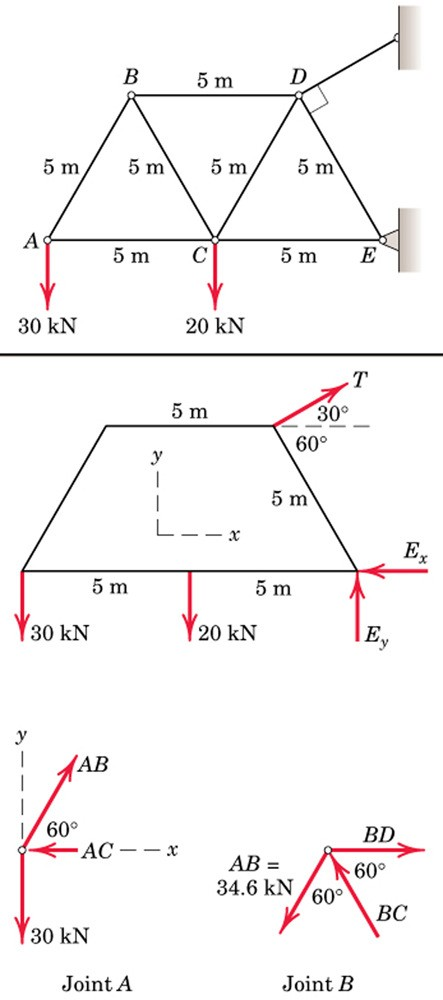 B 5 m D
5 m 5 m 5 m 5 m
A 5 m C 5 m E
30 kN 20 kN
T
5 m 30°
60°
y
5 m
x
E_x
5 m 5 m
30 kN 20 kN E_y
y
AB
60°
AC x
30 kN
Joint A
BD
AB =
34.6 kN
60°
60°
BC
Joint B